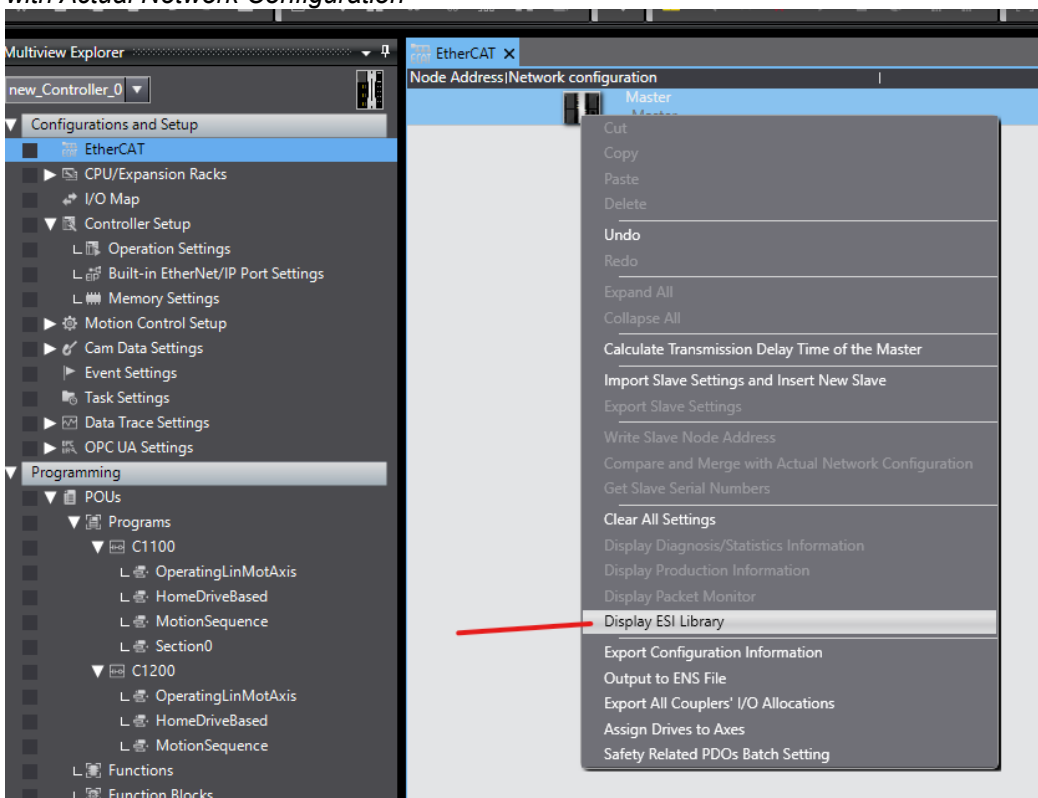 with Actual Network Configuration
Multiview Explorer
new_Controller_0
Configurations and Setup
EtherCAT
CPU/Expansion Racks
I/O Map
Controller Setup
Operation Settings
Built-in EtherNet/IP Port Settings
Memory Settings
Motion Control Setup
Cam Data Settings
Event Settings
Task Settings
Data Trace Settings
OPC UA Settings
Programming
POUs
Programs
C1100
OperatingLinMotAxis
HomeDriveBased
MotionSequence
Section0
C1200
OperatingLinMotAxis
HomeDriveBased
MotionSequence
Functions
Function Blocks
EtherCAT
Node Address|Network configuration
Master
Master
Cut
Copy
Paste
Delete
Undo
Redo
Expand All
Collapse All
Calculate Transmission Delay Time of the Master
Import Slave Settings and Insert New Slave
Export Slave Settings
Write Slave Node Address
Compare and Merge with Actual Network Configuration
Get Slave Serial Numbers
Clear All Settings
Display Diagnosis/Statistics Information
Display Production Information
Display Packet Monitor
Display ESI Library
Export Configuration Information
Output to ENS File
Export All Couplers' I/O Allocations
Assign Drives to Axes
Safety Related PDOs Batch Setting